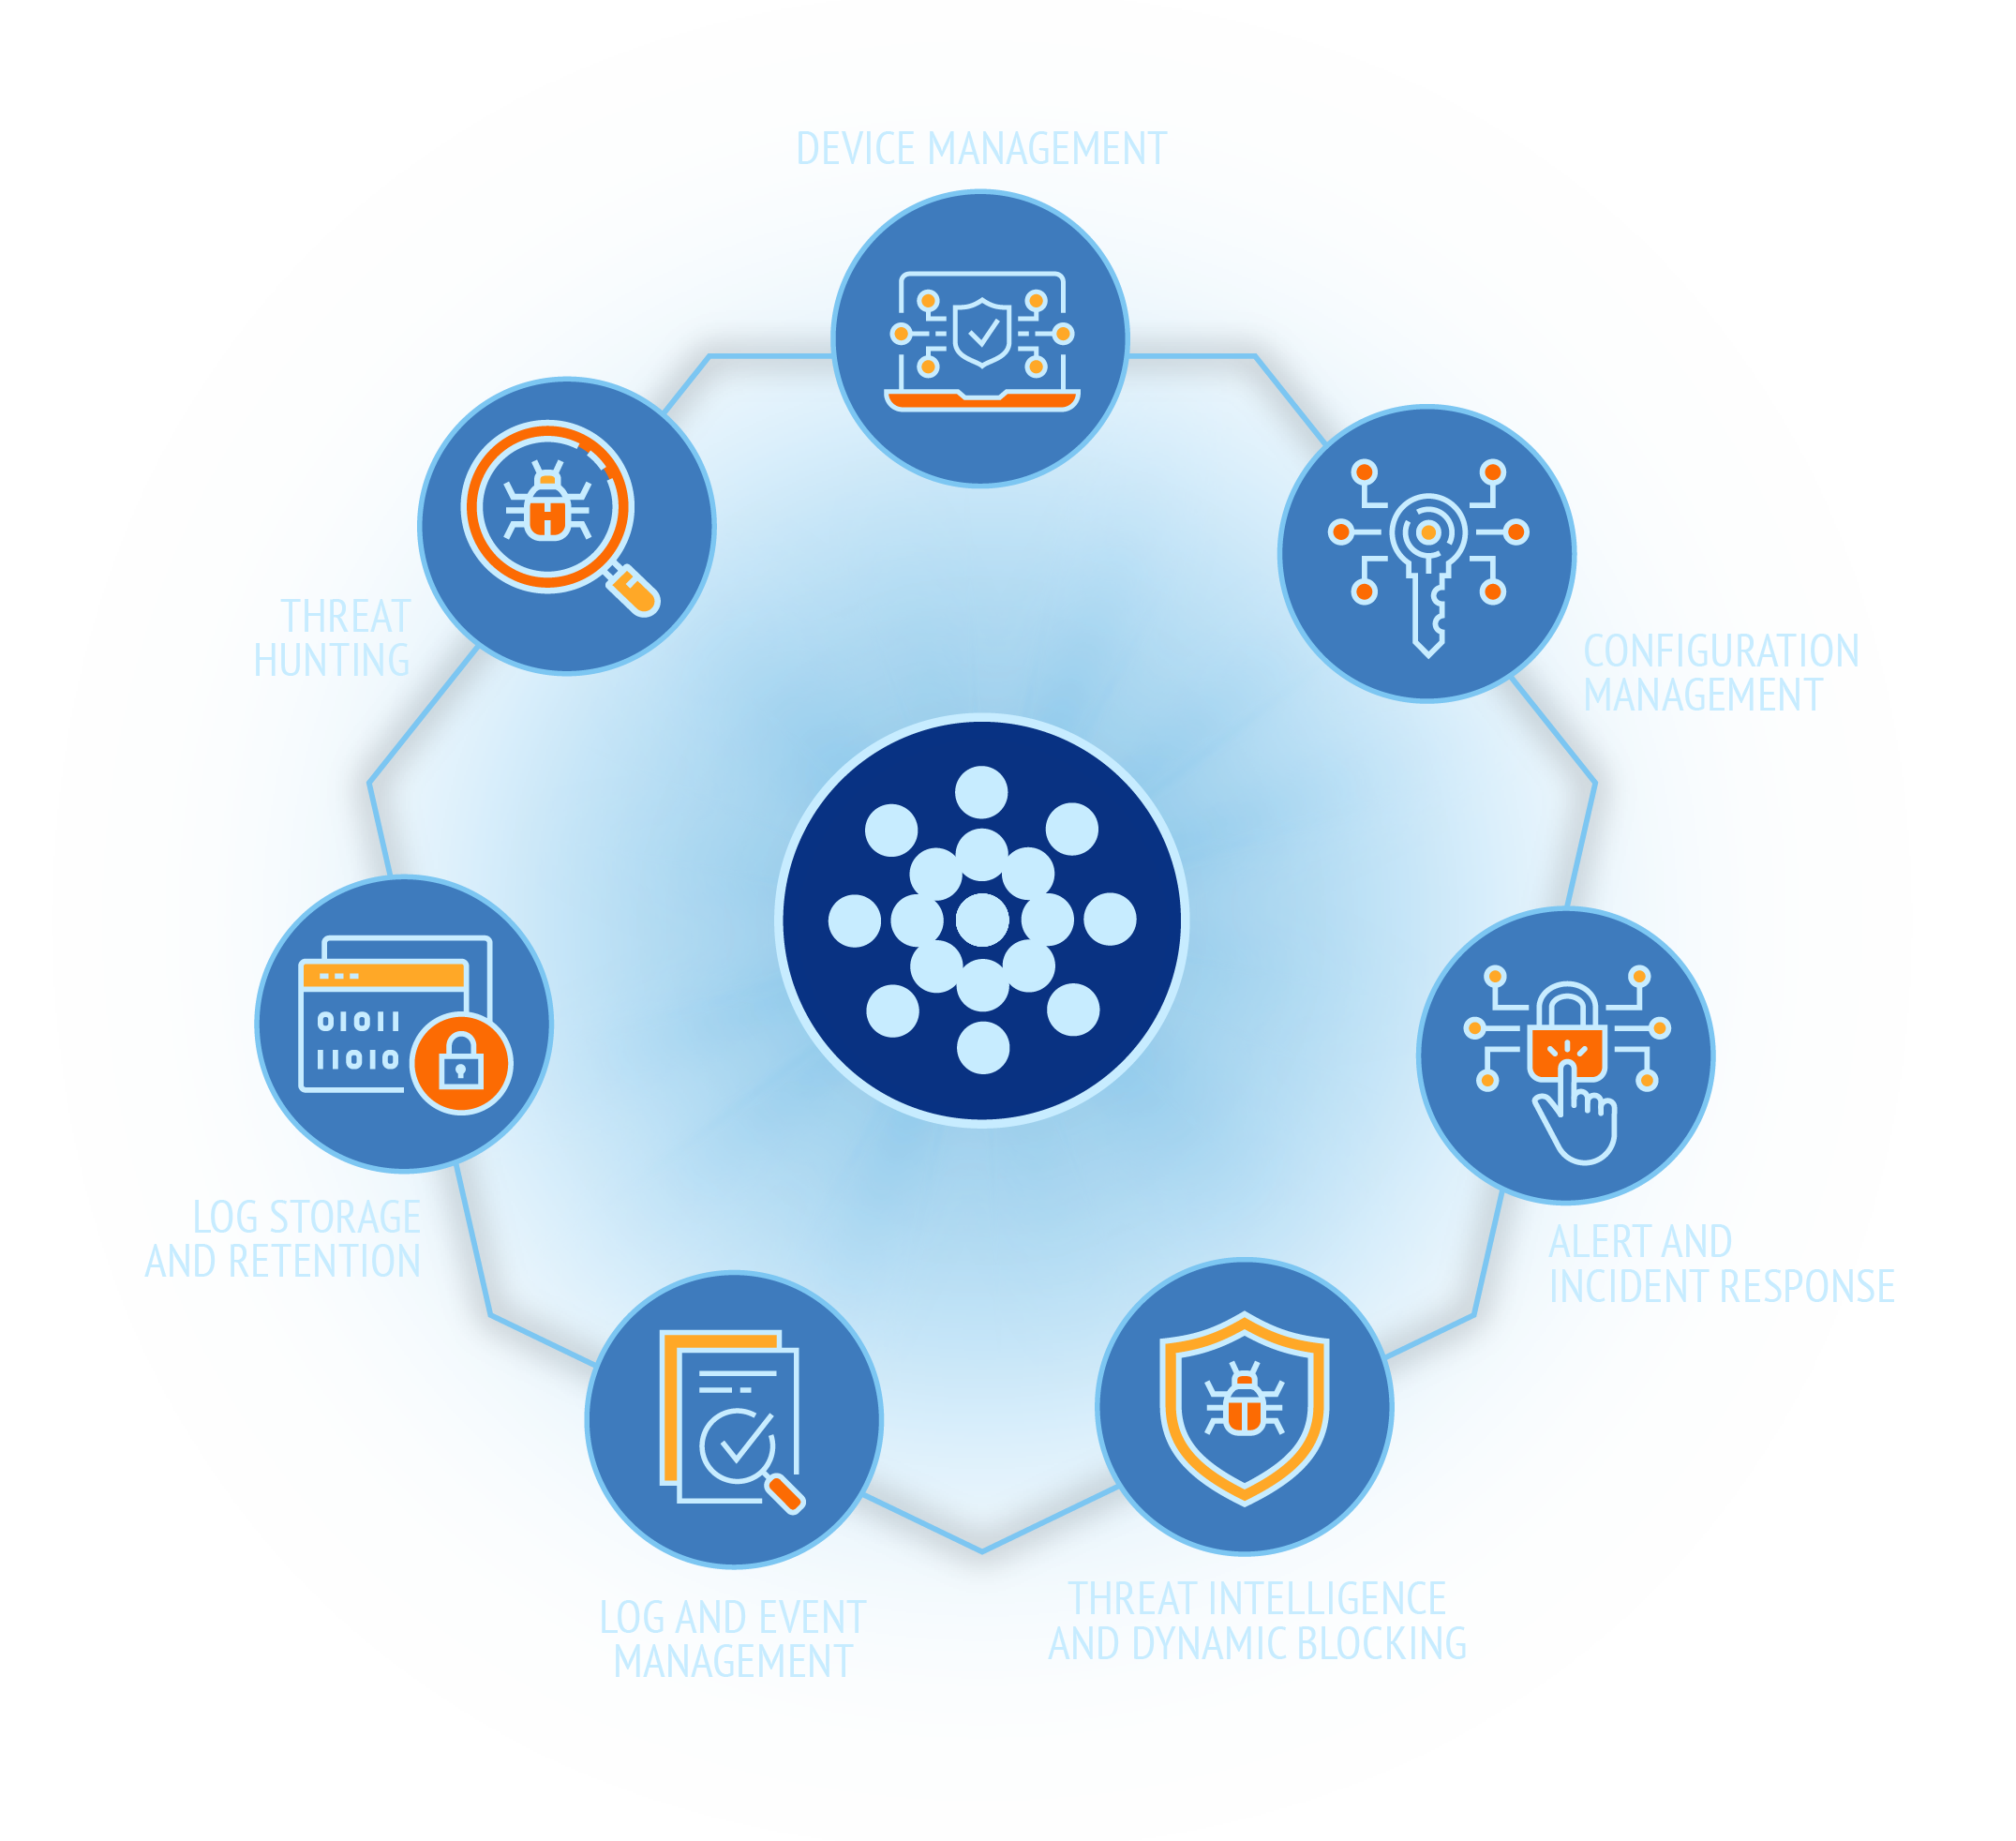 DEVICE MANAGEMENT
THREAT
HUNTING
CONFIGURATION
MANAGEMENT
01011
11010
LOG STORAGE
AND RETENTION
ALERT AND
INCIDENT RESPONSE
THREAT INTELLIGENCE
AND DYNAMIC BLOCKING
LOG AND EVENT
MANAGEMENT